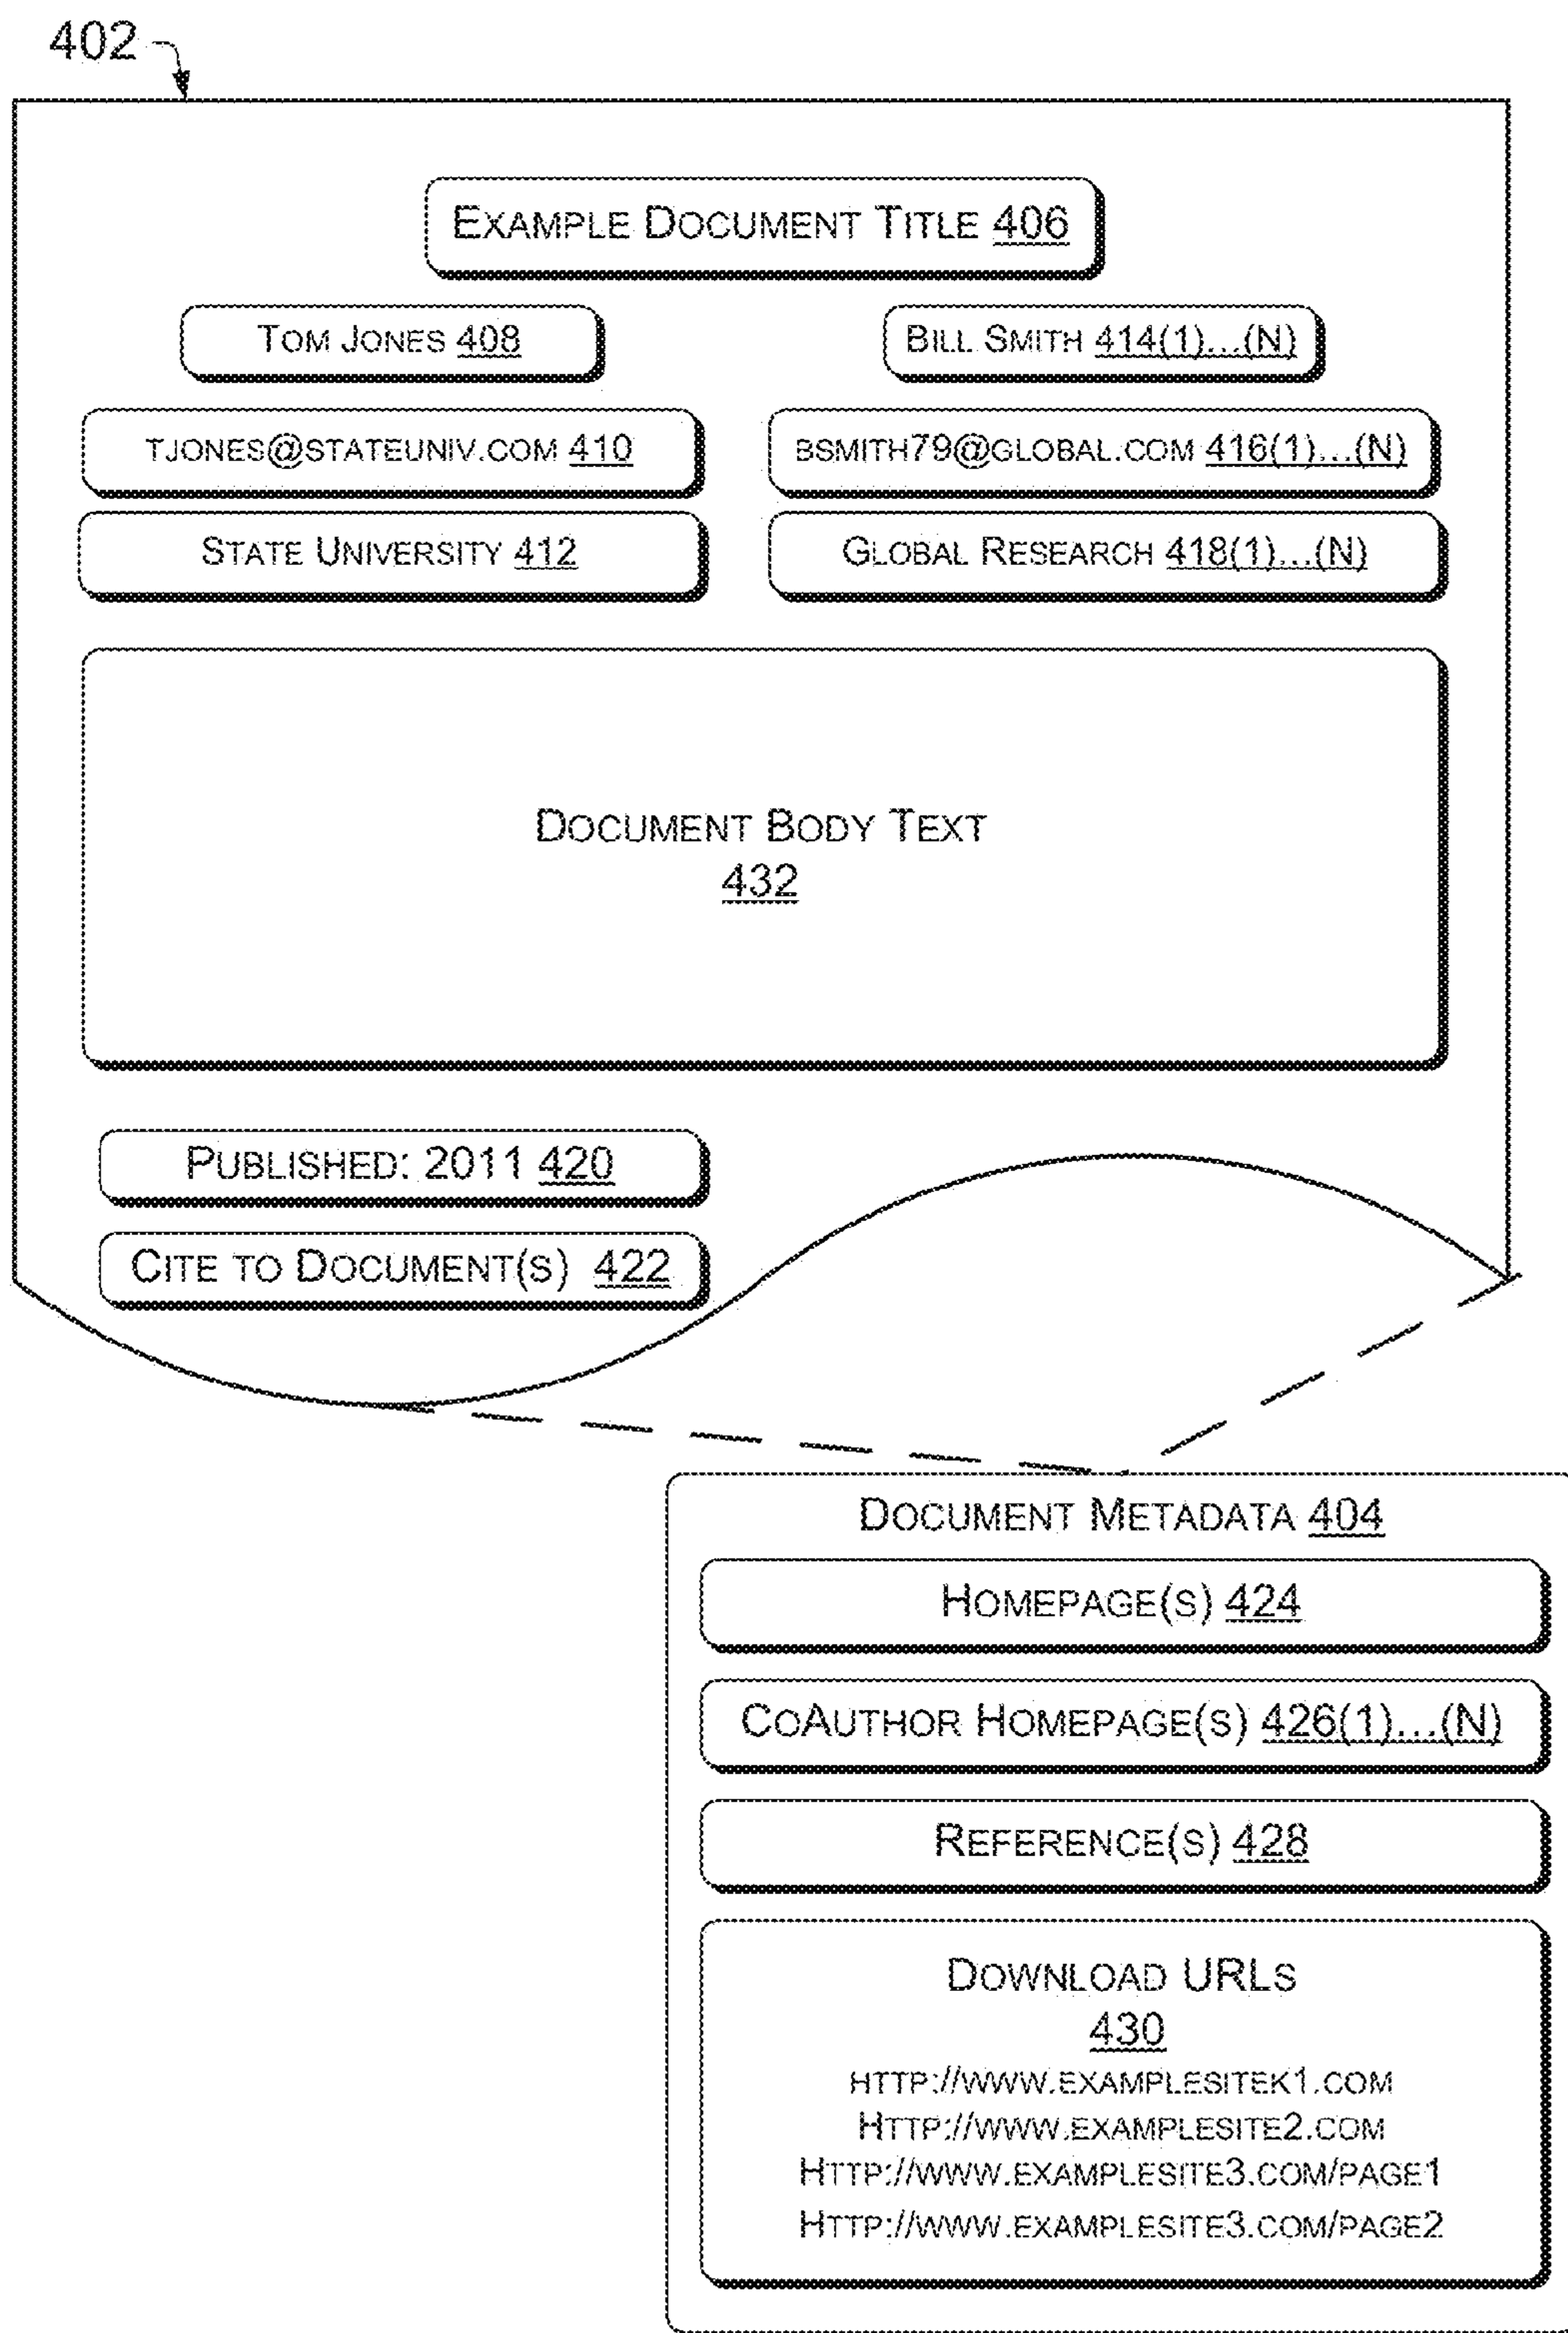 402
EXAMPLE DOCUMENT TITLE 406
TOM JONES 408
BILL SMITH 414(1)...(N)
TJONES@STATEUNIV.COM 410
BSMITH79@GLOBAL.COM 416(1)...(N)
STATE UNIVERSITY 412
GLOBAL RESEARCH 418(1)...(N)
DOCUMENT BODY TEXT
432
PUBLISHED: 2011 420
CITE TO DOCUMENT(S) 422
DOCUMENT METADATA 404
HOMEPAGE(S) 424
COAUTHOR HOMEPAGE(S) 426(1)...(N)
REFERENCE(S) 428
DOWNLOAD URLS
430
HTTP://WWW.EXAMPLESITEK1.COM
HTTP://WWW.EXAMPLESITE2.COM
HTTP://WWW.EXAMPLESITE3.COM/PAGE1
HTTP://WWW.EXAMPLESITE3.COM/PAGE2